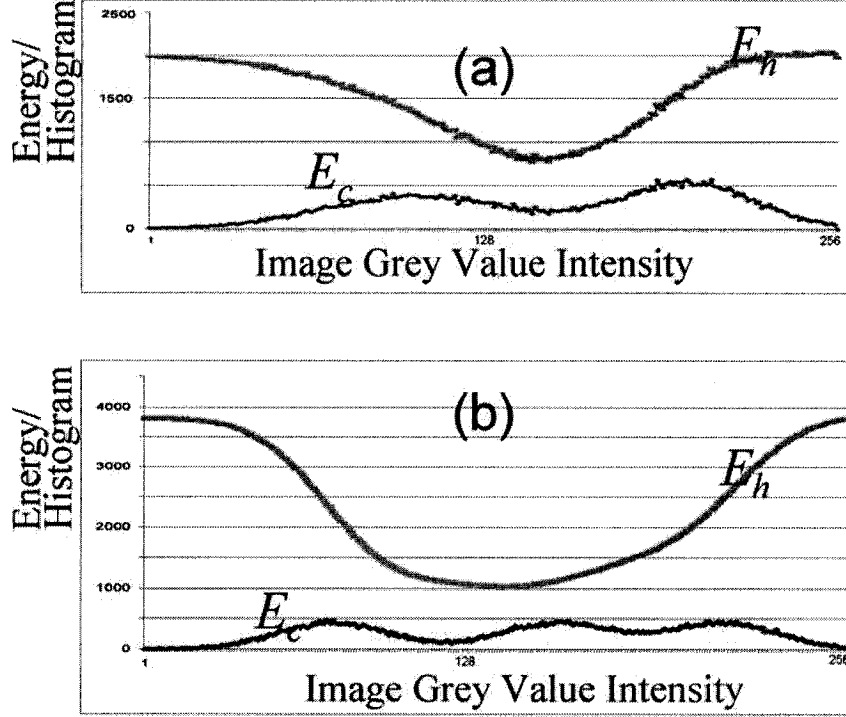 Energy/
Histogram
2500
1500
0
(a)
E_h
E_c
1
128
256
Image Grey Value Intensity
Energy/
Histogram
4000
3000
2000
1000
0
(b)
E_h
E_c
1
128
256
Image Grey Value Intensity